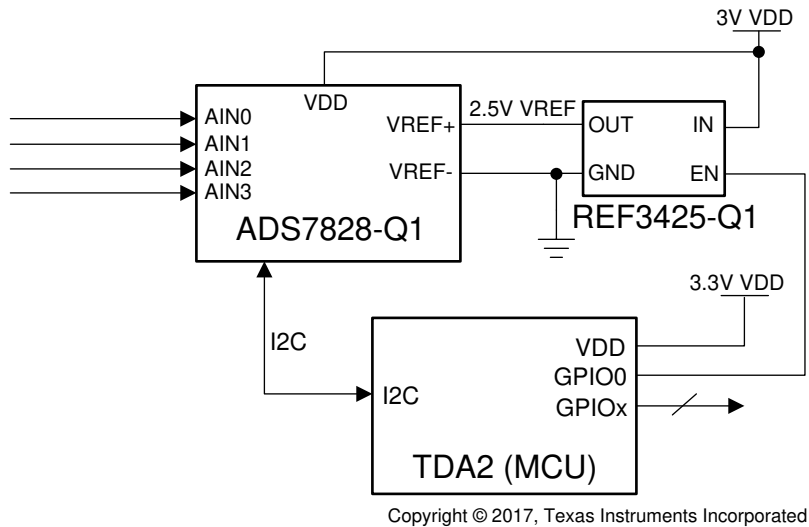 3V VDD
VDD
AIN0
AIN1
AIN2
AIN3
VREF+
VREF-
ADS7828-Q1
2.5V VREF
OUT
IN
GND
EN
REF3425-Q1
3.3V VDD
I2C
I2C
VDD
GPIO0
GPIOx
TDA2 (MCU)
Copyright © 2017, Texas Instruments Incorporated